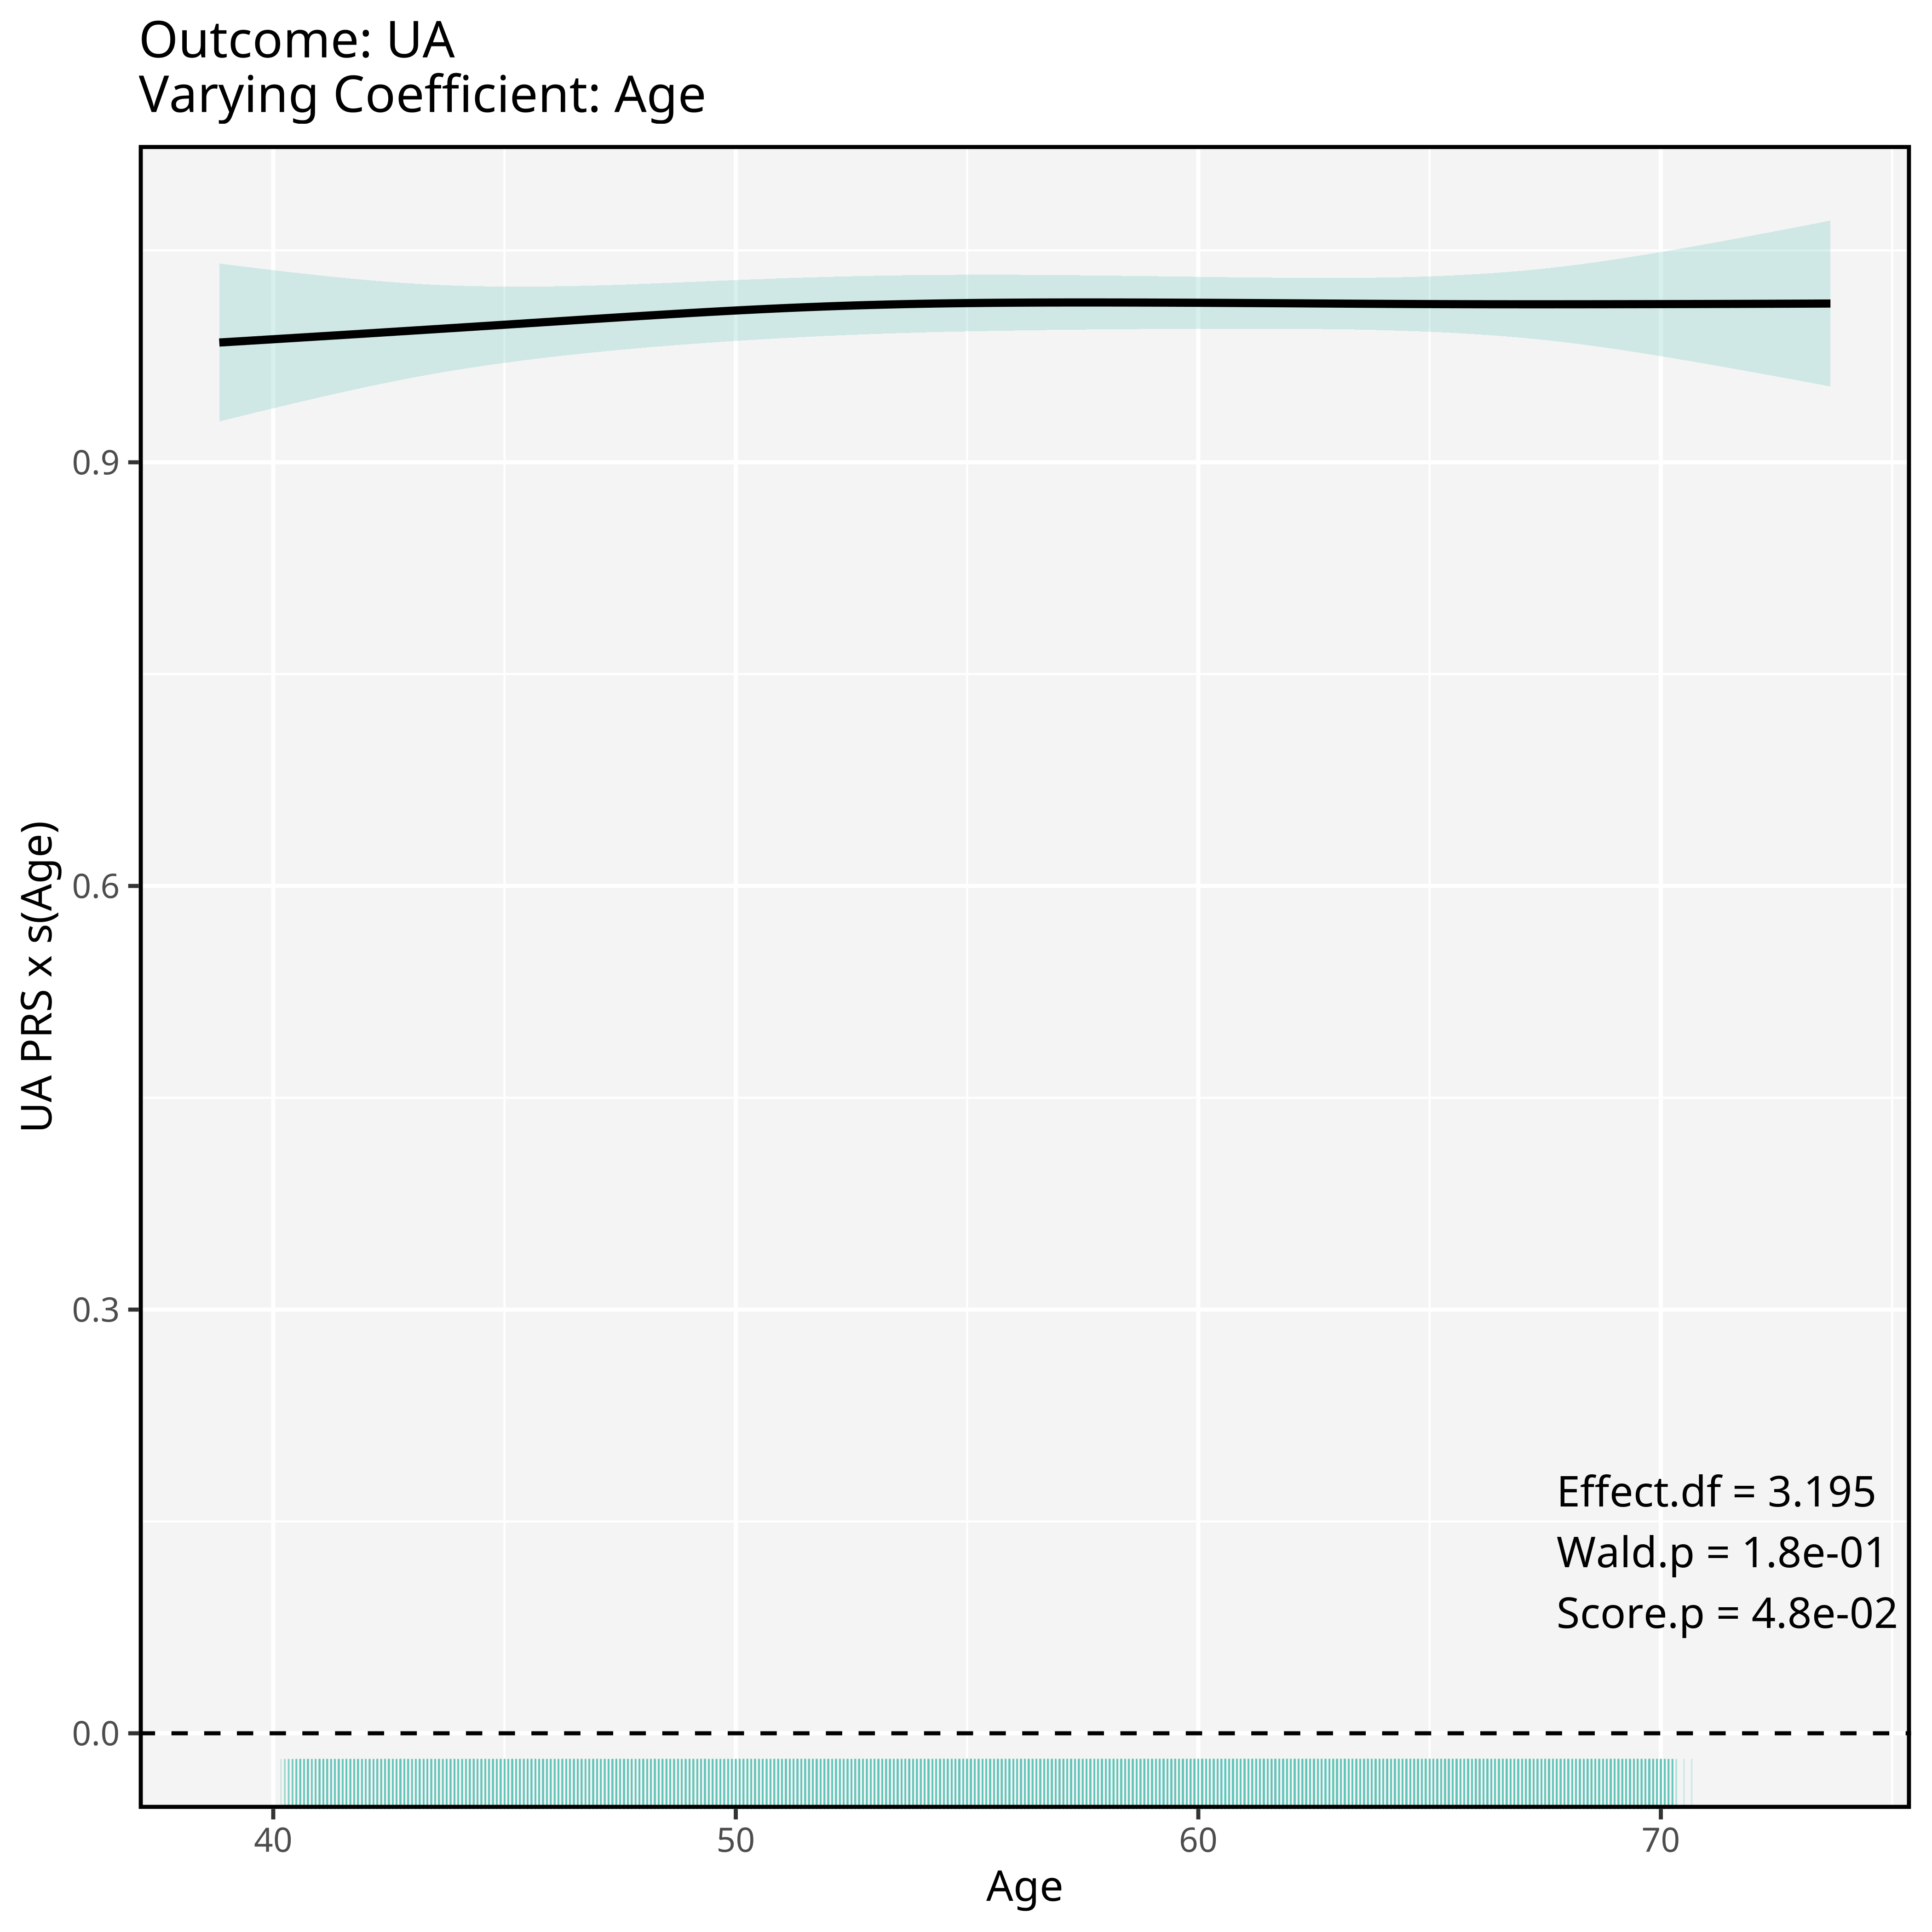 Outcome: UA
Varying Coefficient: Age
UA PRS x s(Age)
0.9
0.6
0.3
0.0
Effect.df = 3.195
Wald.p = 1.8e-01
Score.p = 4.8e-02
40 50 60 70
Age